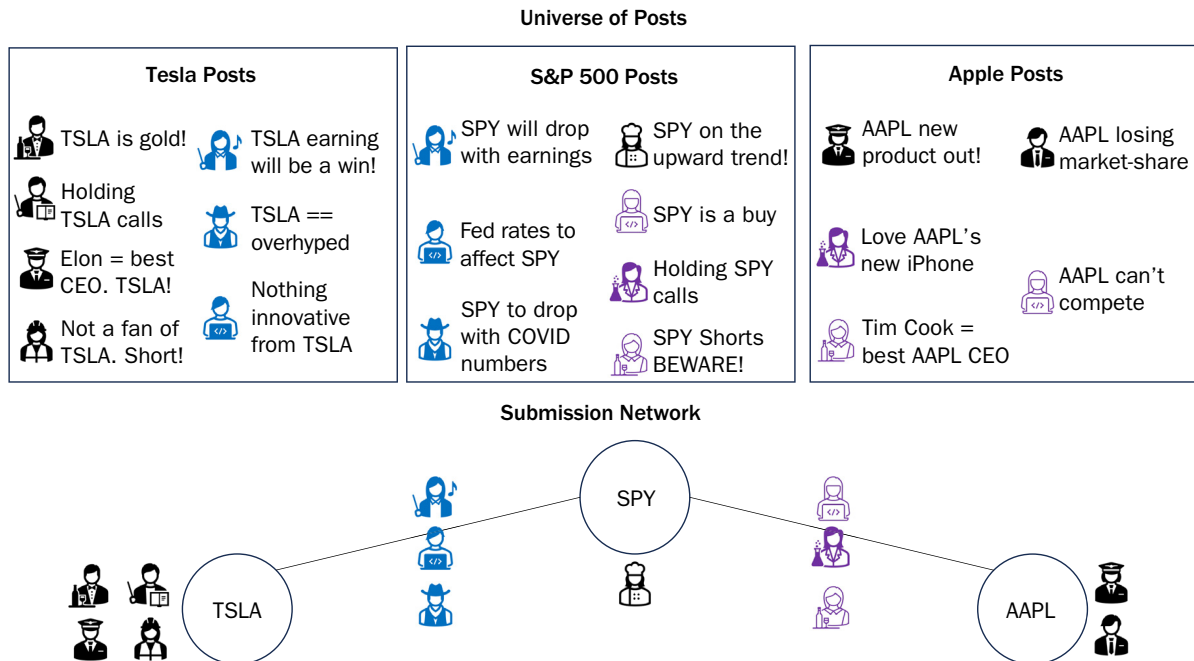 Universe of Posts
Tesla Posts
TSLA is gold!
Holding
TSLA calls
Elon = best
CEO. TSLA!
Not a fan of
TSLA. Short!
TSLA earning
will be a win!
TSLA ==
overhyped
Nothing
innovative
from TSLA
S&P 500 Posts
SPY will drop
with earnings
Fed rates to
affect SPY
SPY to drop
with COVID
numbers
SPY on the
upward trend!
SPY is a buy
Holding SPY
calls
SPY Shorts
BEWARE!
Apple Posts
AAPL new
product out!
Love AAPL's
new iPhone
Tim Cook =
best AAPL CEO
AAPL losing
market-share
AAPL can't
compete
Submission Network
SPY
TSLA
AAPL